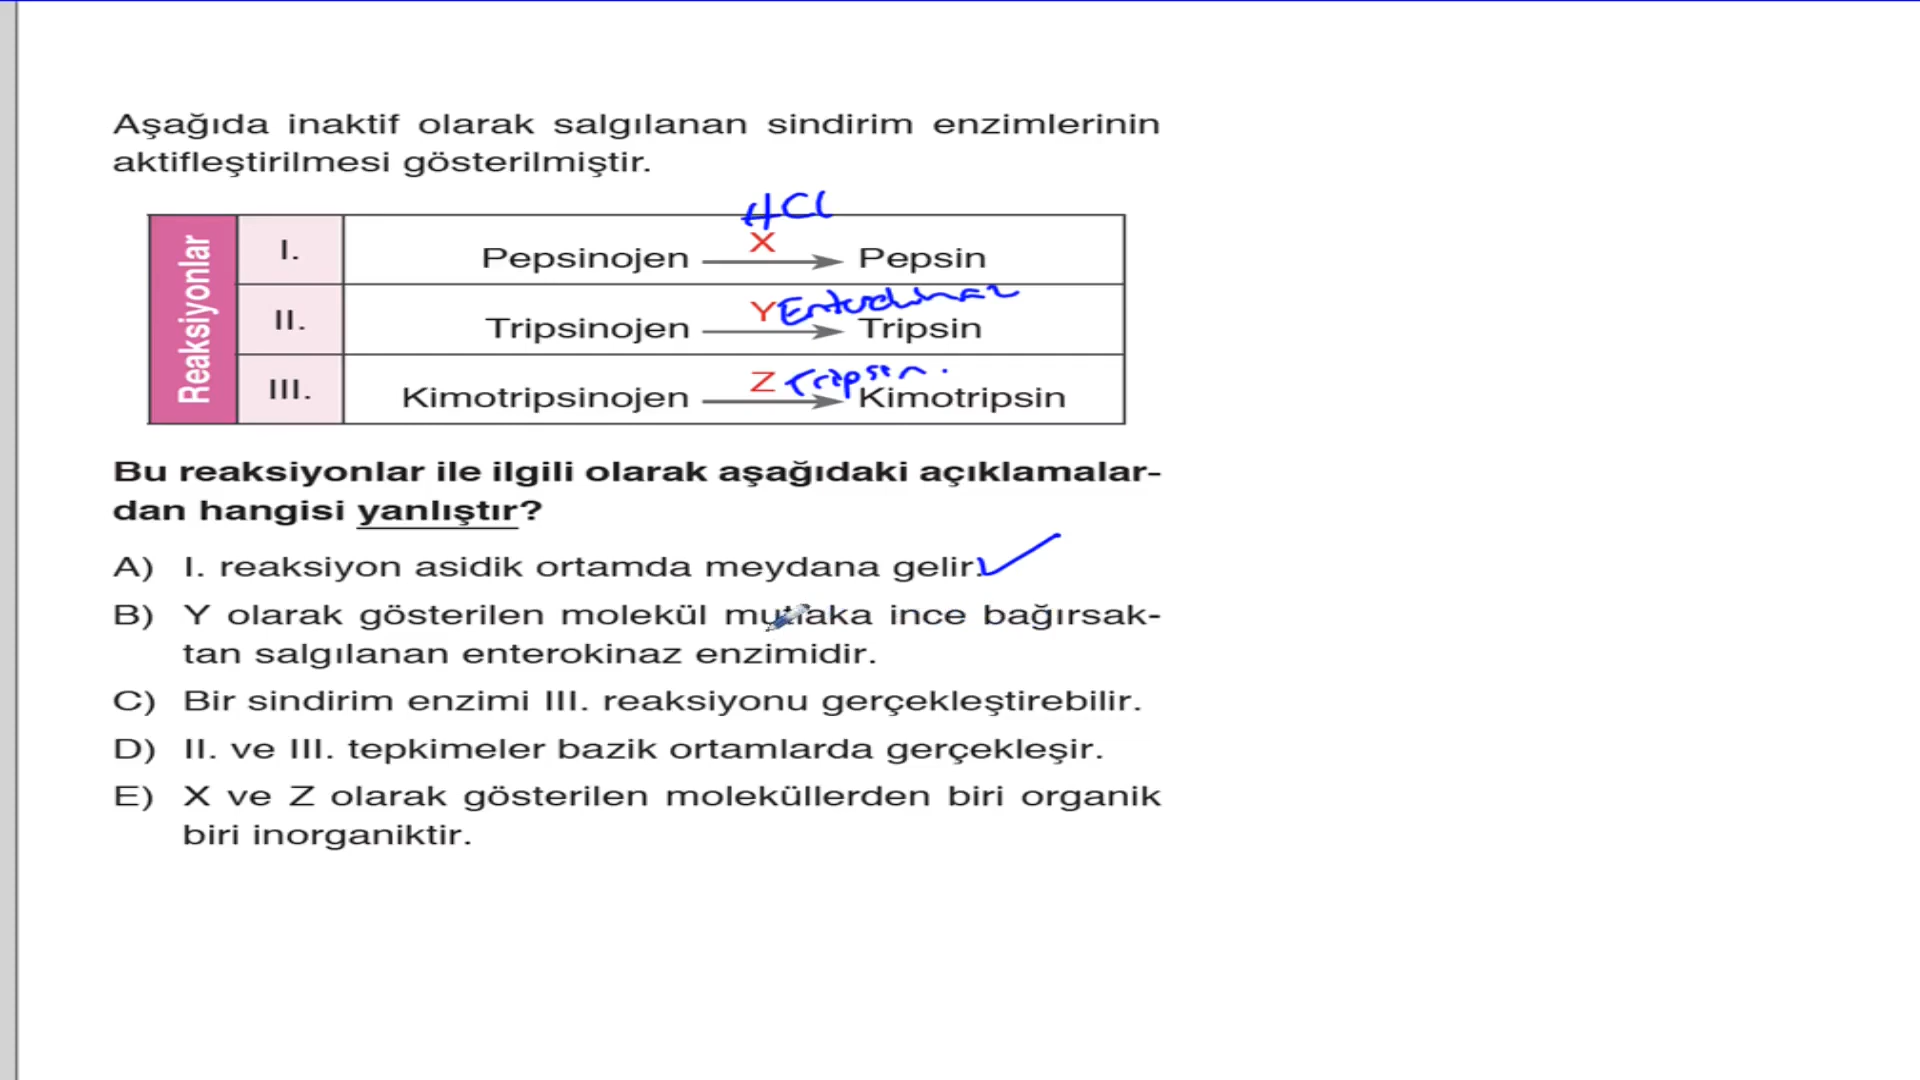 Aşağıda inaktif olarak salgılanan sindirim enzimlerinin
aktifleştirilmesi gösterilmiştir.
Reaksiyonlar
HCl
I. Pepsinojen X Pepsin
II. Tripsinojen Y Enterokinaz Tripsin
III. Kimotripsinojen Z Tripsin. Kimotripsin
Bu reaksiyonlar ile ilgili olarak aşağıdaki açıklamalar-
dan hangisi yanlıştır?
A) I. reaksiyon asidik ortamda meydana gelir.
B) Y olarak gösterilen molekül mutlaka ince bağırsak-
tan salgılanan enterokinaz enzimidir.
C) Bir sindirim enzimi III. reaksiyonu gerçekleştirebilir.
D) II. ve III. tepkimeler bazik ortamlarda gerçekleşir.
E) X ve Z olarak gösterilen moleküllerden biri organik
biri inorganiktir.